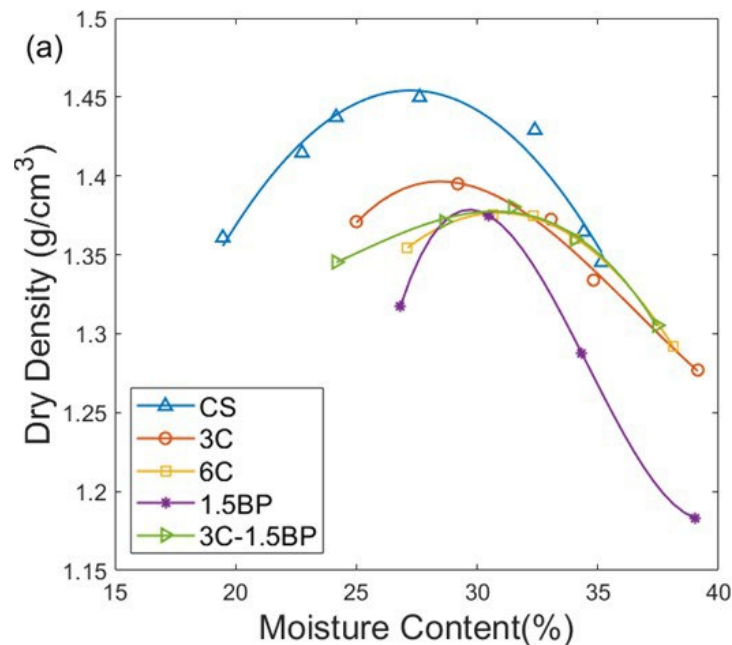 (a)
Dry Density (g/cm³)
1.5
1.45
1.4
1.35
1.3
1.25
1.2
1.15
CS
3C
6C
1.5BP
3C-1.5BP
15 20 25 30 35 40
Moisture Content(%)